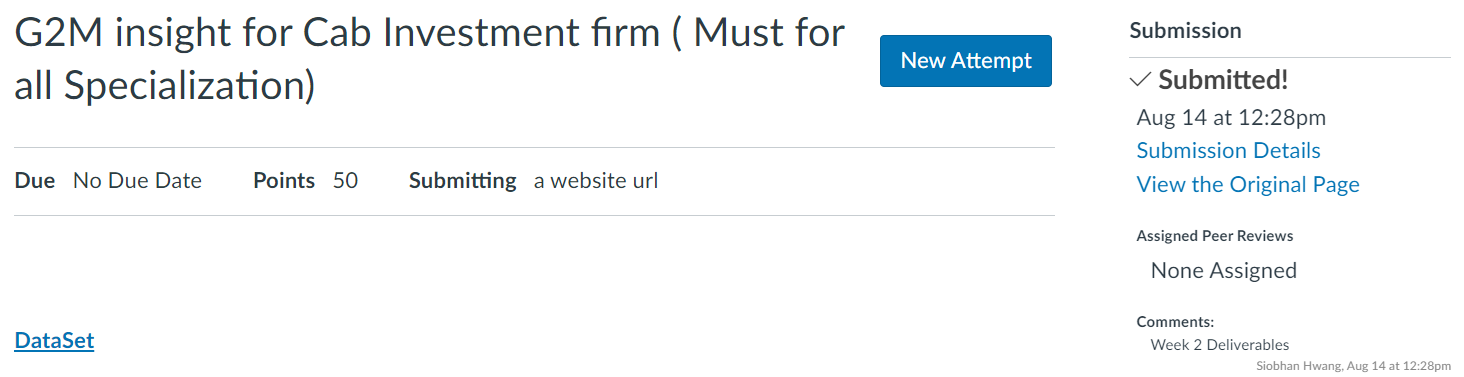 G2M insight for Cab Investment firm ( Must for
all Specialization)
New Attempt
Due No Due Date Points 50 Submitting a website url
DataSet
Submission
Submitted!
Aug 14 at 12:28pm
Submission Details
View the Original Page
Assigned Peer Reviews
None Assigned
Comments:
Week 2 Deliverables
Siobhan Hwang, Aug 14 at 12:28pm